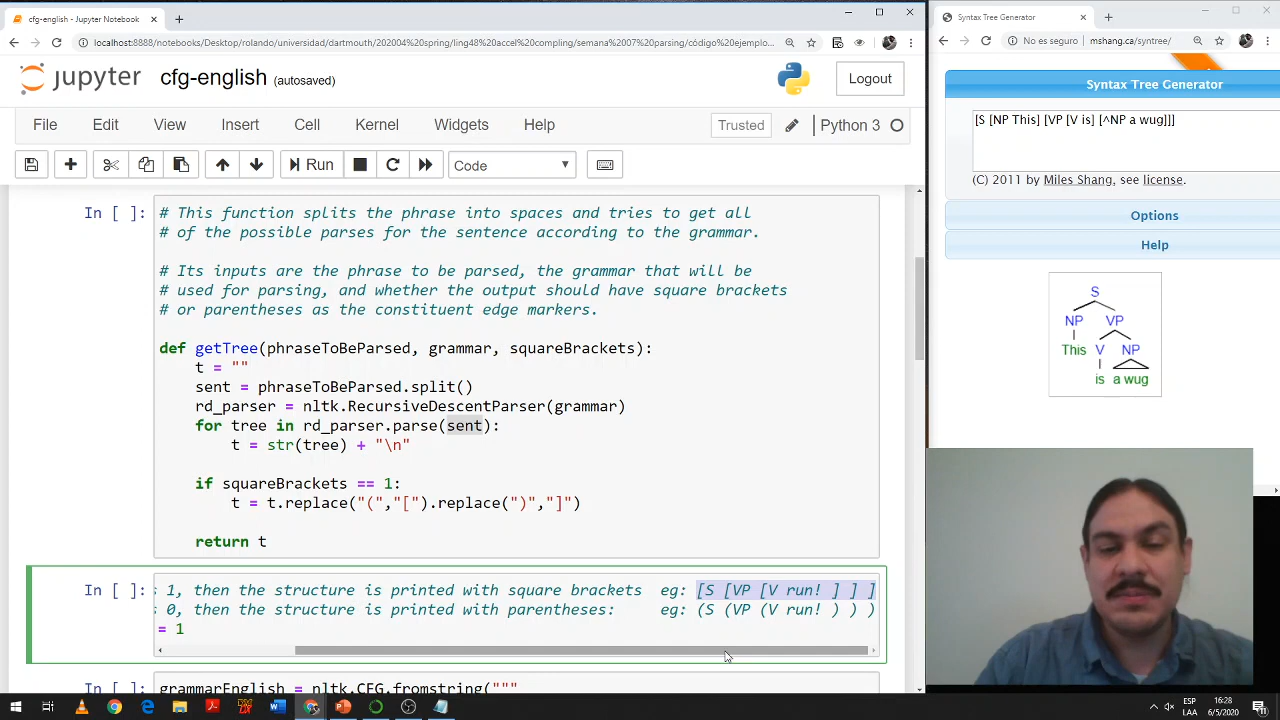 cfg-english - Jupyter Notebook
localhost:8888/notebooks/Dartup/rolando/universidad/dartmouth/202004%20spring/ling48%20accel%20compling/semana%2007%20parsing/código%20ejemplo...
jupyter cfg-english (autosaved)
Logout
File Edit View Insert Cell Kernel Widgets Help
Trusted
Python 3
Run
Code
In [ ]:
# This function splits the phrase into spaces and tries to get all
# of the possible parses for the sentence according to the grammar.
# Its inputs are the phrase to be parsed, the grammar that will be
# used for parsing, and whether the output should have square brackets
# or parentheses as the constituent edge markers.
def getTree(phraseToBeParsed, grammar, squareBrackets):
t = ""
sent = phraseToBeParsed.split()
rd_parser = nltk.RecursiveDescentParser(grammar)
for tree in rd_parser.parse(sent):
t = str(tree) + "\n"
if squareBrackets == 1:
t = t.replace("(","[").replace(")","]")
return t
In [ ]:
s 1, then the structure is printed with square brackets eg: [S [VP [V run! ] ] ]
s 0, then the structure is printed with parentheses: eg: (S (VP (V run! ) ) )
= 1
In [ ]:
grammarEnglish = nltk.CFG.fromstring("""
Syntax Tree Generator
No es seguro
mshang.ca/syntree/
Syntax Tree Generator
[S [NP This] [VP [V is] [^NP a wug]]]
(C) 2011 by Miles Shang, see license.
Options
Help
S
NP VP
This V NP
is a wug
ESP
LAA
16:28
6/5/2020